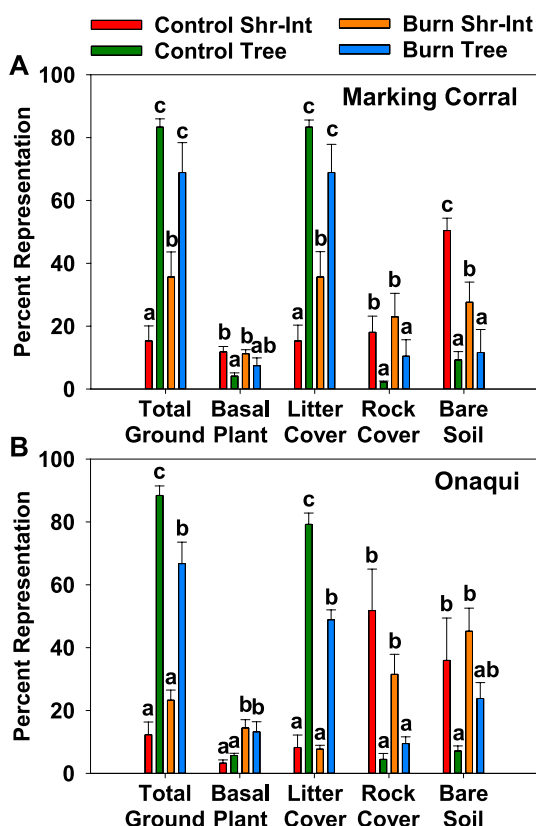 Control Shr-Int Burn Shr-Int
Control Tree Burn Tree
A
Marking Corral
Percent Representation
100
80
60
40
20
0
a c b c
b a b ab
a c b c
b a b a
c a b a
Total Ground
Basal Plant
Litter Cover
Rock Cover
Bare Soil
B
Onaqui
Percent Representation
100
80
60
40
20
0
a c a b
a a b b
a c a b
b a b a
b a b ab
Total Ground
Basal Plant
Litter Cover
Rock Cover
Bare Soil